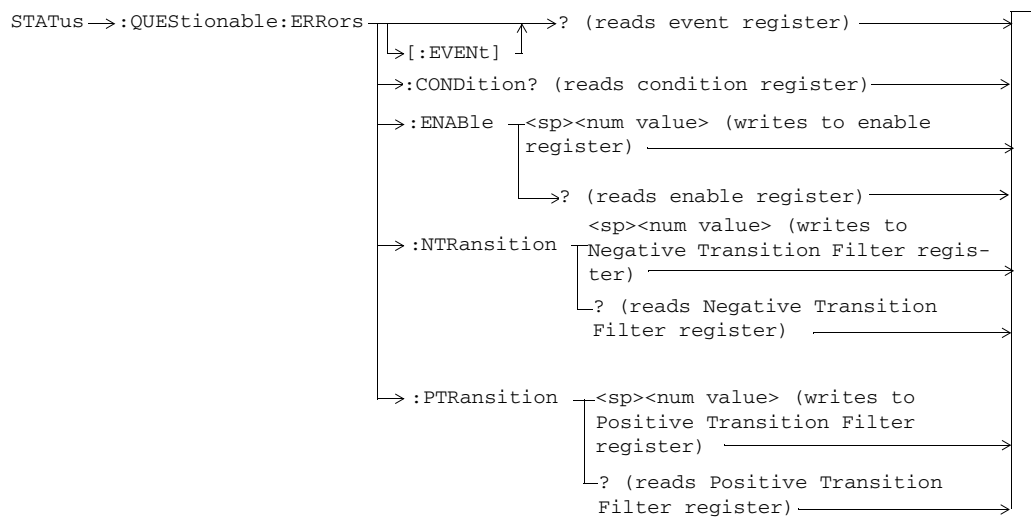 STATus :QUEStionable:ERRors ? (reads event register)
[:EVENt]
:CONDition? (reads condition register)
:ENABle <sp><num value> (writes to enable
register)
? (reads enable register)
<sp><num value> (writes to
:NTRansition Negative Transition Filter regis-
ter)
? (reads Negative Transition
Filter register)
:PTRansition <sp><num value> (writes to
Positive Transition Filter
register)
? (reads Positive Transition
Filter register)